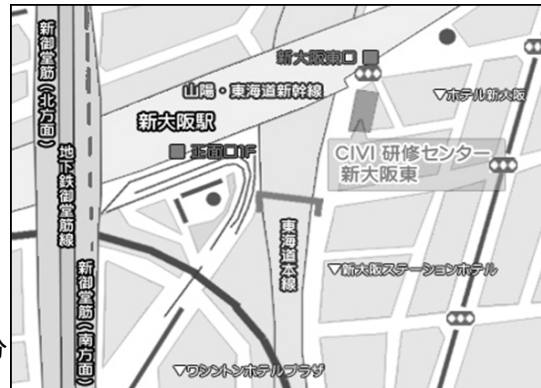 新御堂筋(北方面)
地下鉄御堂筋線
新御堂筋(南方面)
新大阪東口
山陽・東海道新幹線
新大阪駅
正面口1F
▽ホテル新大阪
CIVI 研修センター
新大阪東
東海道本線
▽新大阪ステーションホテル
▽ワシントンホテルプラザ
分